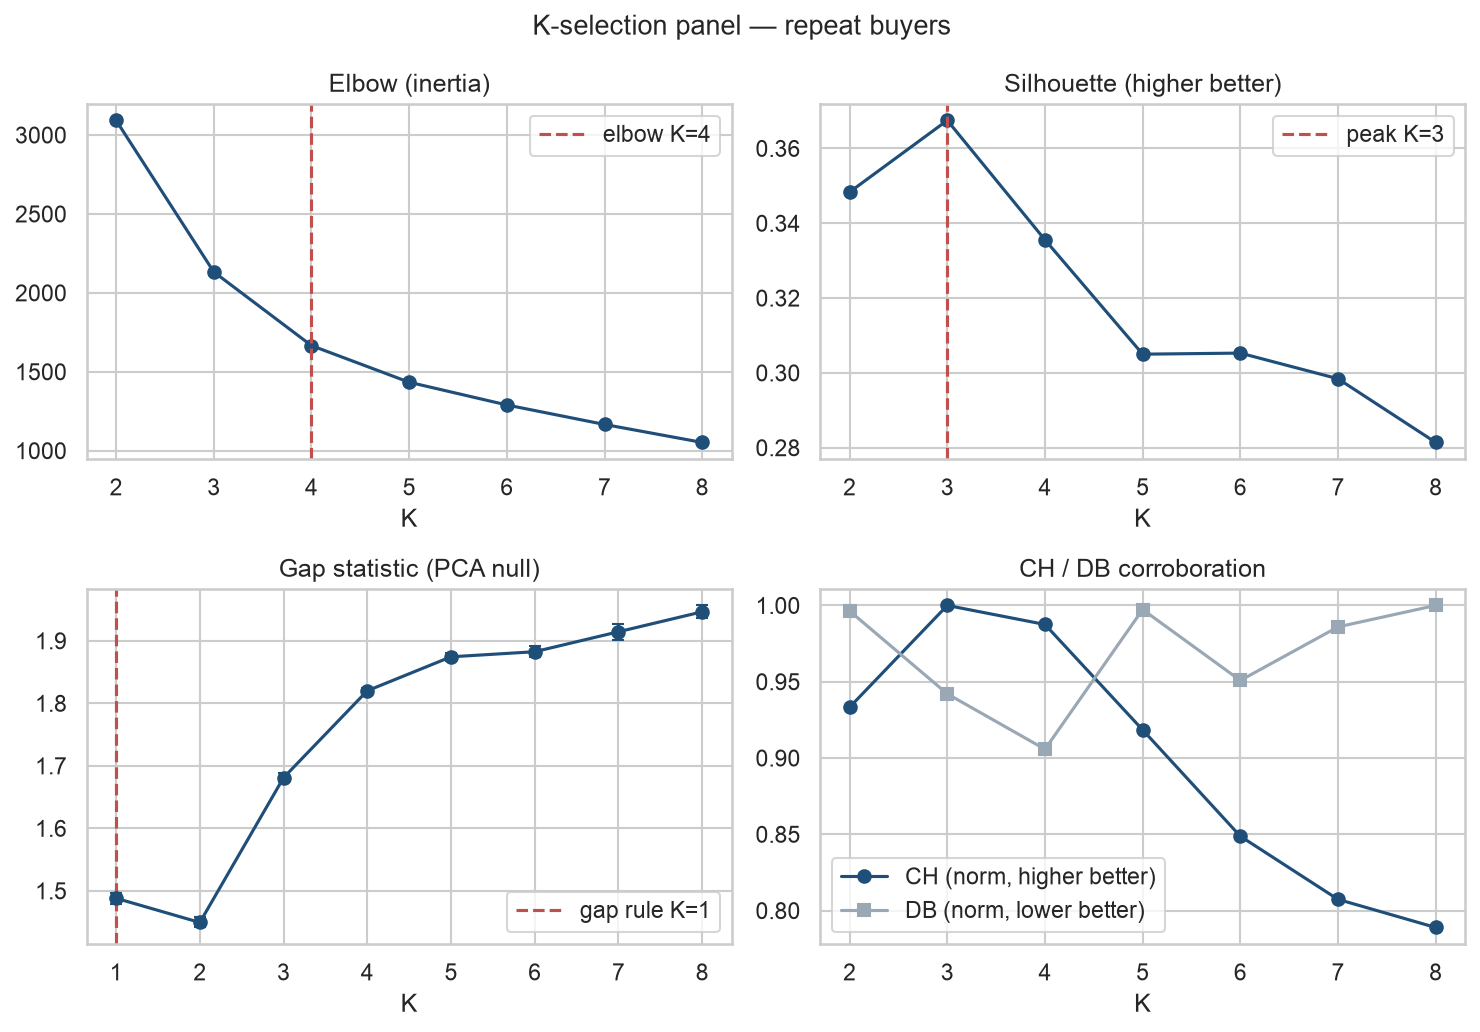 K-selection panel — repeat buyers
Elbow (inertia)
3000
2500
2000
1500
1000
elbow K=4
2 3 4 5 6 7 8
K
Silhouette (higher better)
0.36
0.34
0.32
0.30
0.28
peak K=3
2 3 4 5 6 7 8
K
Gap statistic (PCA null)
1.9
1.8
1.7
1.6
1.5
gap rule K=1
1 2 3 4 5 6 7 8
K
CH / DB corroboration
1.00
0.95
0.90
0.85
0.80
CH (norm, higher better)
DB (norm, lower better)
2 3 4 5 6 7 8
K